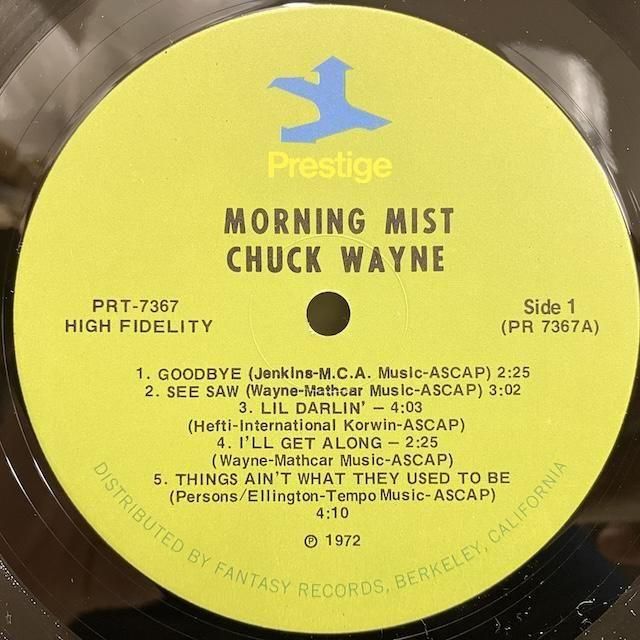 Prestige
MORNING MIST
CHUCK WAYNE
PRT-7367
HIGH FIDELITY
Side 1
(PR 7367A)
1. GOODBYE (Jenkins-M.C.A. Music-ASCAP) 2:25
2. SEE SAW (Wayne-Mathcar Music-ASCAP) 3:02
3. LIL DARLIN' – 4:03
(Hefti-International Korwin-ASCAP)
4. I'LL GET ALONG – 2:25
(Wayne-Mathcar Music-ASCAP)
5. THINGS AIN'T WHAT THEY USED TO BE
(Persons/Ellington-Tempo Music-ASCAP)
4:10
℗ 1972
DISTRIBUTED BY FANTASY RECORDS, BERKELEY, CALIFORNIA